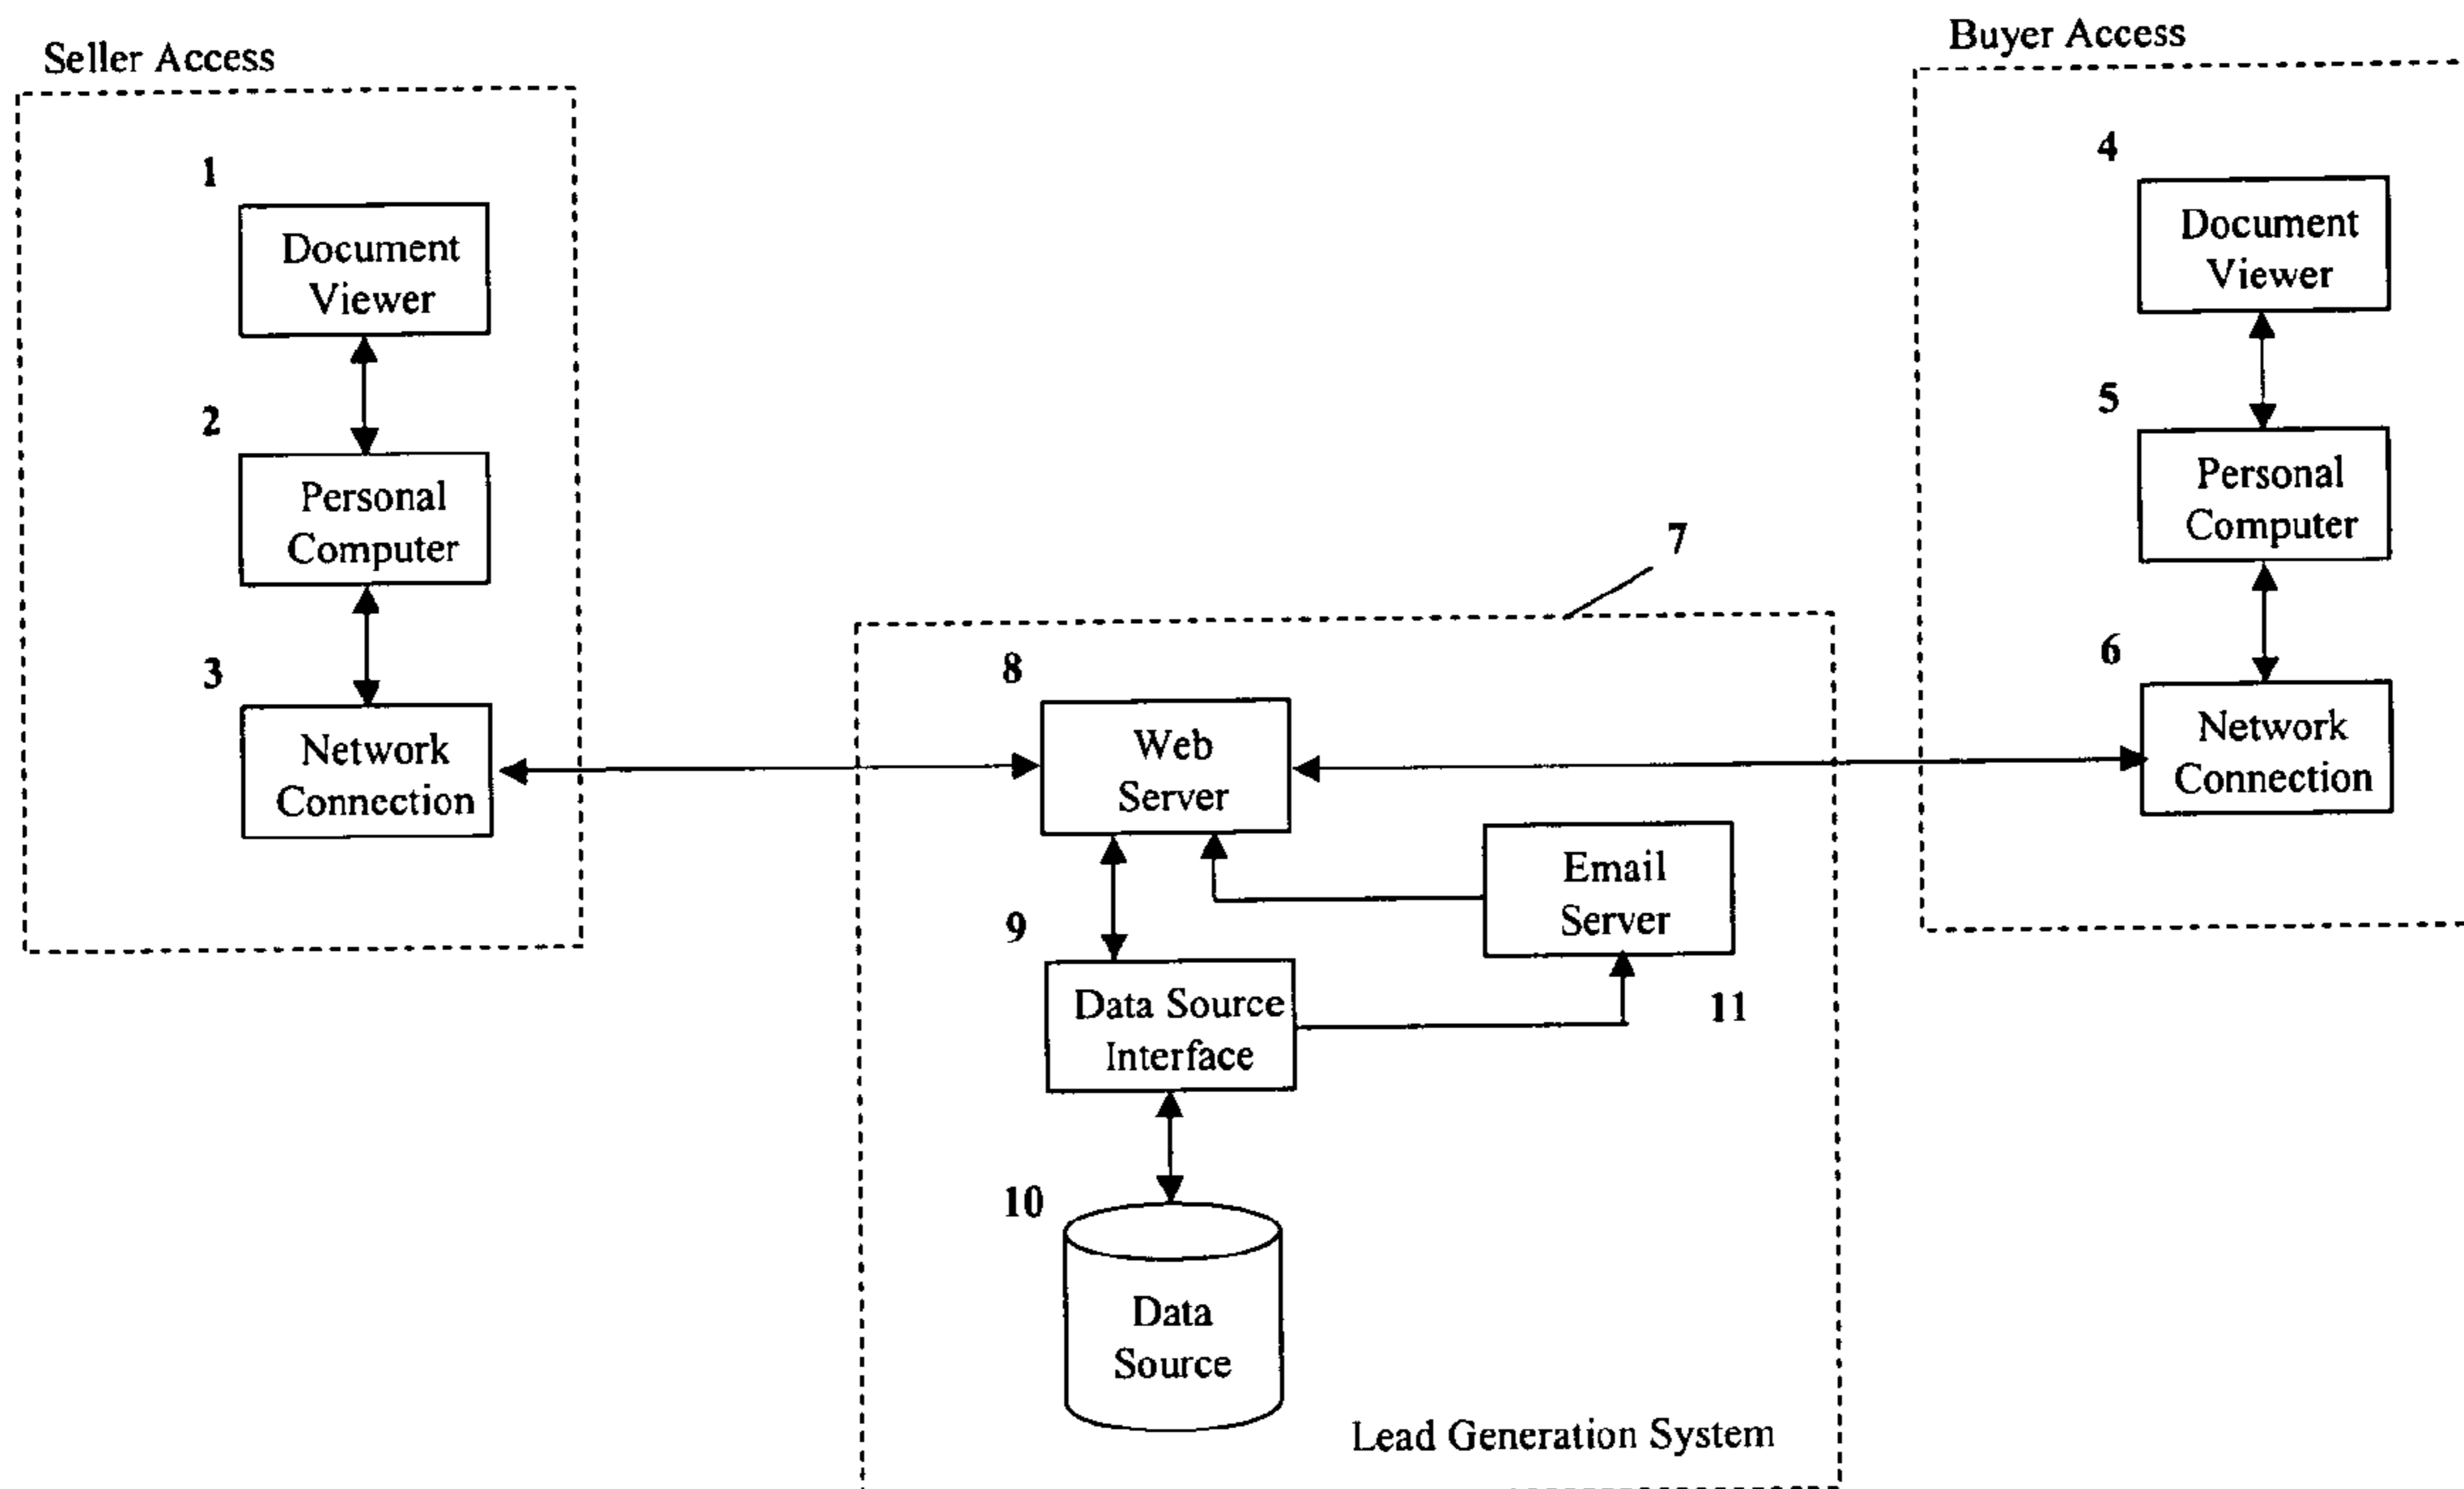 Seller Access
1
Document
Viewer
2
Personal
Computer
3
Network
Connection
Buyer Access
4
Document
Viewer
5
Personal
Computer
6
Network
Connection
7
8
Web
Server
Email
Server
11
9
Data Source
Interface
10
Data
Source
Lead Generation System